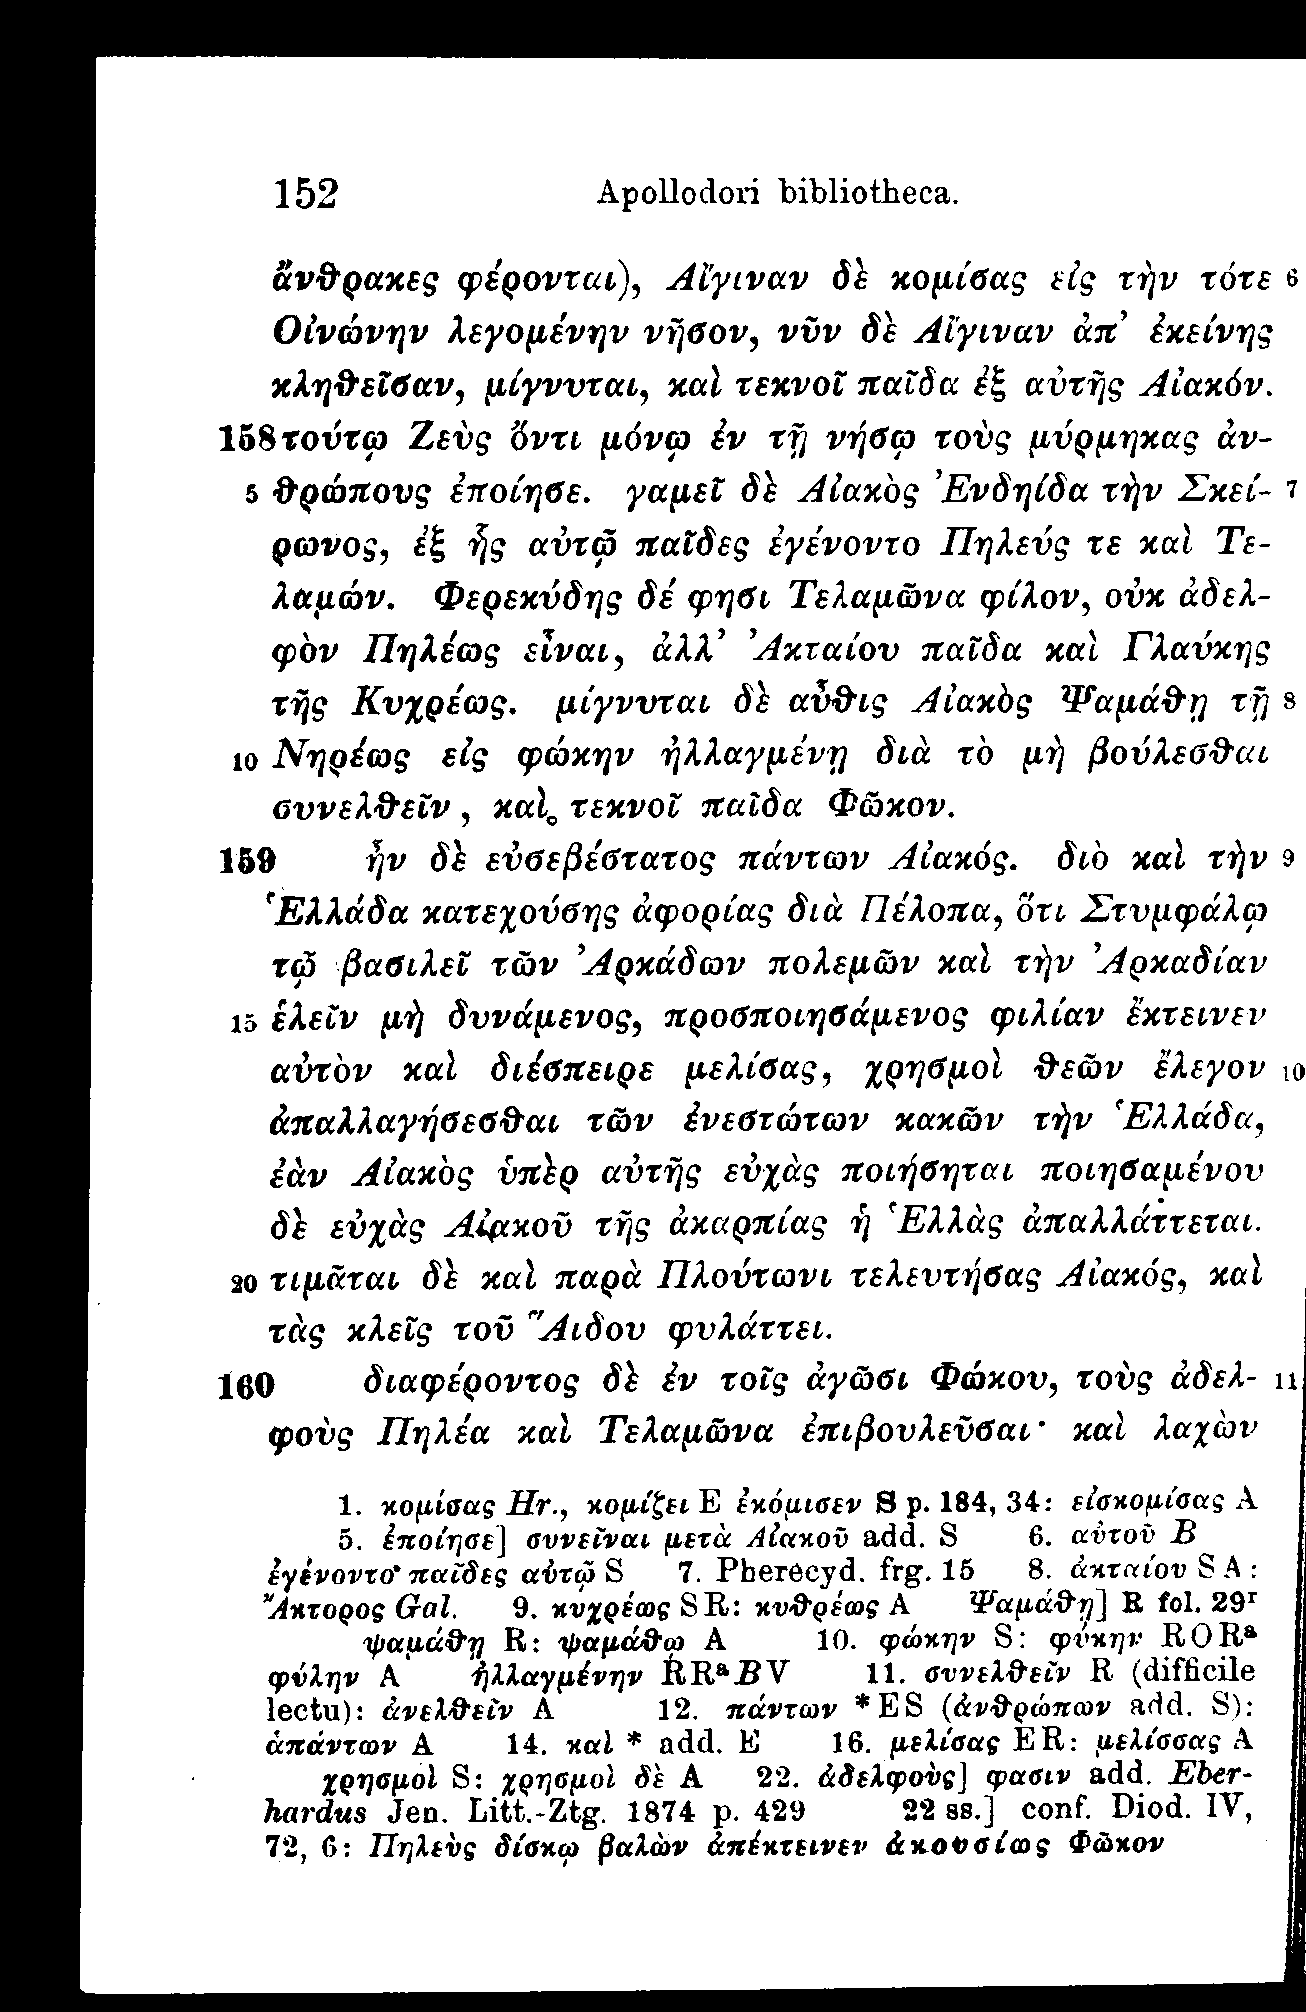 152 Apollodori bibliotheca.
ἄνθρακες φέρονται), Αἴγιναν δὲ κομίσας εἰς τὴν τότε 6
Οἰνώνην λεγομένην νῆσον, νῦν δὲ Αἴγιναν ἀπ’ ἐκείνης
κληθεῖσαν, μίγνυται, καὶ τεκνοῖ παῖδα ἐξ αὐτῆς Αἰακόν.
158 τούτῳ Ζεὺς ὄντι μόνῳ ἐν τῇ νήσῳ τοὺς μύρμηκας ἀν-
5 θρώπους ἐποίησε. γαμεῖ δὲ Αἰακὸς Ἐνδηίδα τὴν Σκεί- 7
ρωνος, ἐξ ἧς αὐτῷ παῖδες ἐγένοντο Πηλεύς τε καὶ Τε-
λαμών. Φερεκύδης δέ φησι Τελαμῶνα φίλον, οὐκ ἀδελ-
φὸν Πηλέως εἶναι, ἀλλ’ Ἀκταίου παῖδα καὶ Γλαύκης
τῆς Κυχρέως. μίγνυται δὲ αὖθις Αἰακὸς Ψαμάθῃ τῇ 8
10 Νηρέως εἰς φώκην ἠλλαγμένῃ διὰ τὸ μὴ βούλεσθαι
συνελθεῖν, καὶ τεκνοῖ παῖδα Φῶκον.
159 ἦν δὲ εὐσεβέστατος πάντων Αἰακός. διὸ καὶ τὴν 9
Ἑλλάδα κατεχούσης ἀφορίας διὰ Πέλοπα, ὅτι Στυμφάλῳ
τῷ βασιλεῖ τῶν Ἀρκάδων πολεμῶν καὶ τὴν Ἀρκαδίαν
15 ἑλεῖν μὴ δυνάμενος, προσποιησάμενος φιλίαν ἔκτεινεν
αὐτὸν καὶ διέσπειρε μελίσας, χρησμοὶ θεῶν ἔλεγον 10
ἀπαλλαγήσεσθαι τῶν ἐνεστώτων κακῶν τὴν Ἑλλάδα,
ἐὰν Αἰακὸς ὑπὲρ αὐτῆς εὐχὰς ποιήσηται ποιησαμένου
δὲ εὐχὰς Αἰακοῦ τῆς ἀκαρπίας ἡ Ἑλλὰς ἀπαλλάττεται.
20 τιμᾶται δὲ καὶ παρὰ Πλούτωνι τελευτήσας Αἰακός, καὶ
τὰς κλεῖς τοῦ Ἅιδου φυλάττει.
160 διαφέροντος δὲ ἐν τοῖς ἀγῶσι Φώκου, τοὺς ἀδελ- 11
φοὺς Πηλέα καὶ Τελαμῶνα ἐπιβουλεῦσαι· καὶ λαχὼν
1. κομίσας Hr., κομίζει E ἐκόμισεν S p. 184, 34: εἰσκομίσας A
5. ἐποίησε] συνεῖναι μετὰ Αἰακοῦ add. S 6. αὐτοῦ B
ἐγένοντο· παῖδες αὐτῷ S 7. Pherecyd. frg. 15 8. ἀκταίου S A:
Ἄκτορος Gal. 9. κυχρέως S R: κυθρέως A Ψαμάθῃ] R fol. 29ʳ
ψαμάθῃ R: ψαμάθῳ A 10. φώκην S: φύκην R O Rᵃ
φύλην A ἠλλαγμένην R Rᵃ B V 11. συνελθεῖν R (difficile
lectu): ἀνελθεῖν A 12. πάντων * E S (ἀνθρώπων add. S):
ἁπάντων A 14. καὶ * add. E 16. μελίσας E R: μελίσσας A
χρησμοὶ S: χρησμοὶ δὲ A 22. ἀδελφοὺς] φασιν add. Eber-
hardus Jen. Litt.-Ztg. 1874 p. 429 22 ss.] conf. Diod. IV,
72, 6: Πηλεὺς δίσκῳ βαλὼν ἀπέκτεινεν ἀκουσίως Φῶκον